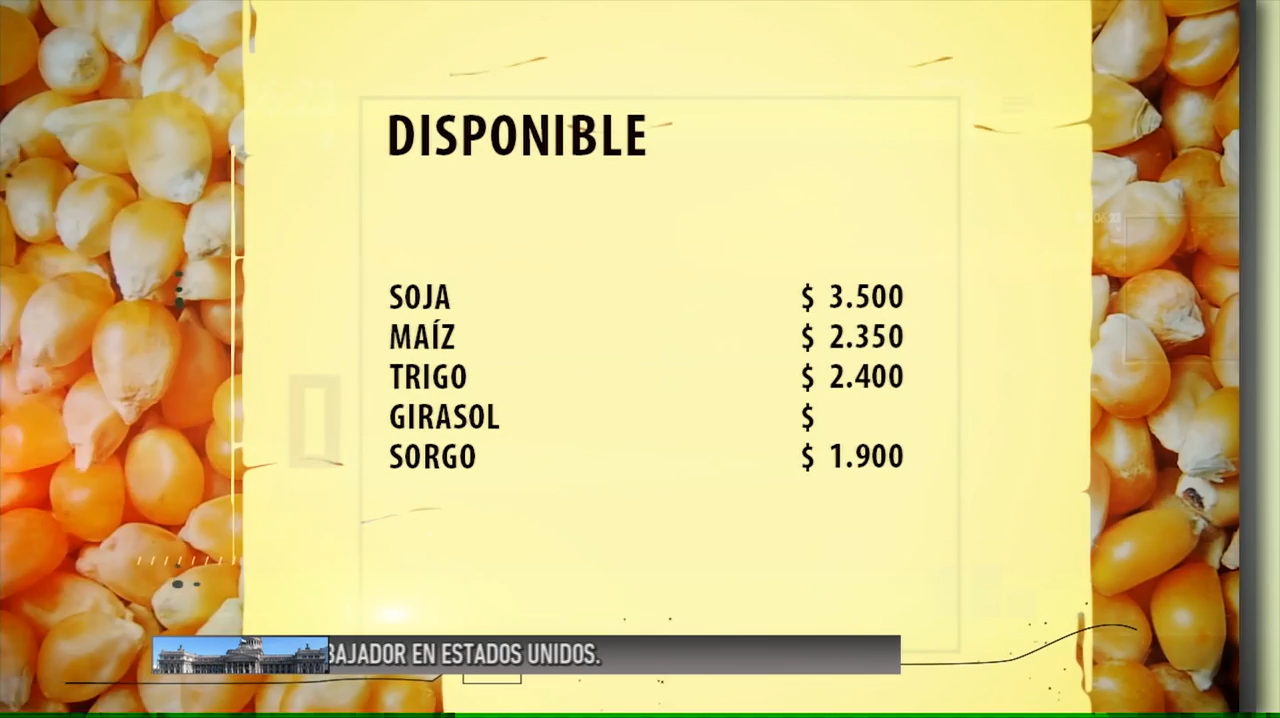 DISPONIBLE
SOJA $ 3.500
MAÍZ $ 2.350
TRIGO $ 2.400
GIRASOL $
SORGO $ 1.900
BAJADOR EN ESTADOS UNIDOS.